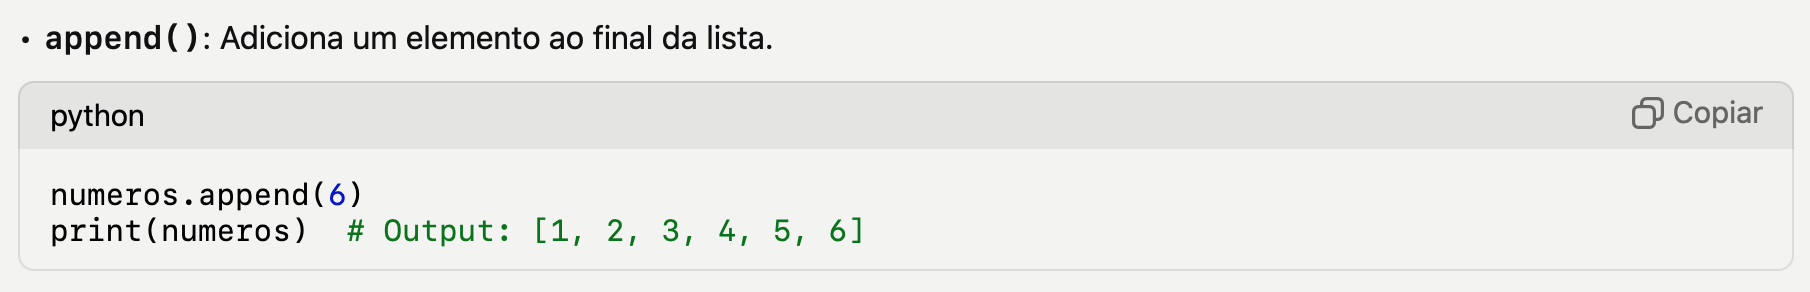 • append(): Adiciona um elemento ao final da lista.
python
Copiar
numeros.append(6)
print(numeros)  # Output: [1, 2, 3, 4, 5, 6]